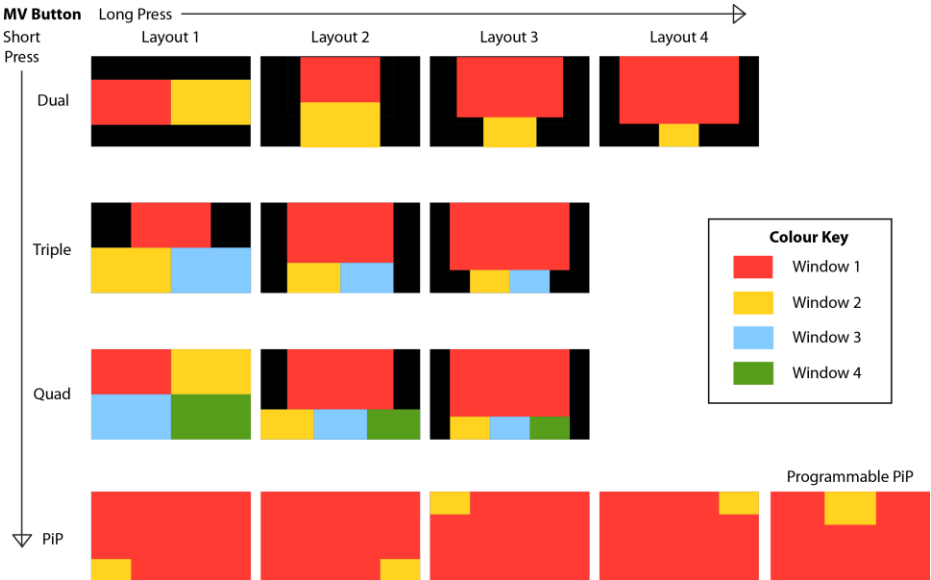 MV Button Long Press
Short
Press
Layout 1 Layout 2 Layout 3 Layout 4
Dual
Triple
Colour Key
Window 1
Window 2
Window 3
Window 4
Quad
Programmable PiP
PiP